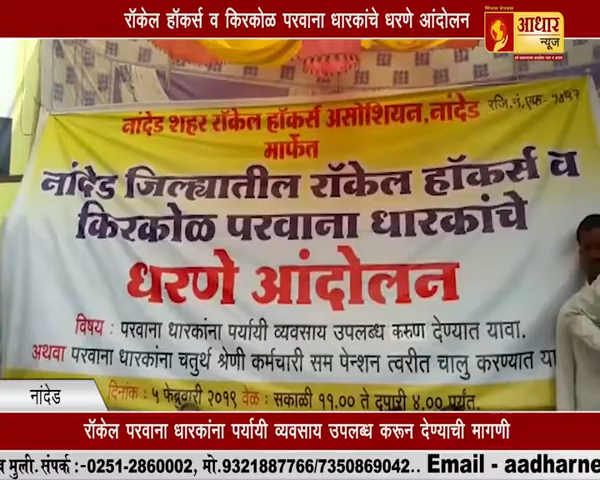 रॉकेल हॉकर्स व किरकोळ परवाना धारकांचे धरणे आंदोलन
आधार
न्यूज
नांदेड शहर रॉकेल हॉकर्स असोशियन, नांदेड
रजि.नं.एफ-
मार्फत
नांदेड जिल्ह्यातील रॉकेल हॉकर्स व
किरकोळ परवाना धारकांचे
धरणे आंदोलन
विषय : परवाना धारकांना पर्यायी व्यवसाय उपलब्ध करुण देण्यात यावा.
अथवा परवाना धारकांना चतुर्थ श्रेणी कर्मचारी सम पेन्शन त्वरीत चालु करण्यात या
नांदेड
दिनांक : ५ फेब्रुवारी २०१९ वेळ : सकाळी ११.०० ते दुपारी ४.०० पर्यंत.
रॉकेल परवाना धारकांना पर्यायी व्यवसाय उपलब्ध करून देण्याची मागणी
व मुली. संपर्क :-0251-2860002, मो.9321887766/7350869042.. Email - aadharne